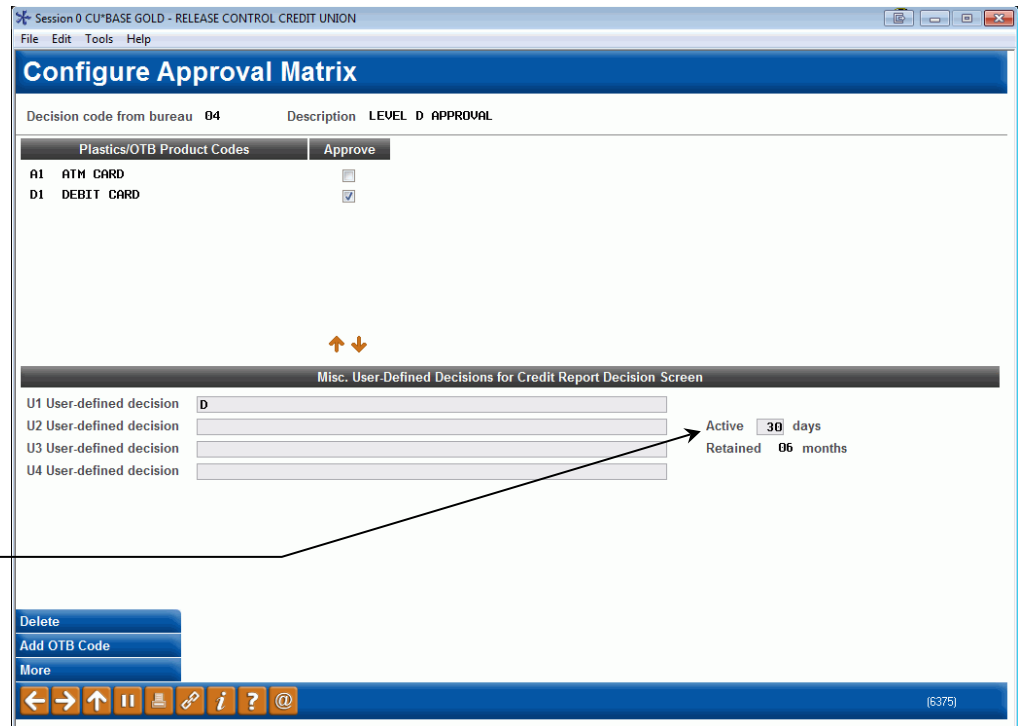 Session 0 CU*BASE GOLD - RELEASE CONTROL CREDIT UNION
File Edit Tools Help
Configure Approval Matrix
Decision code from bureau 04 Description LEVEL D APPROVAL
Plastics/OTB Product Codes Approve
A1 ATM CARD
D1 DEBIT CARD
Misc. User-Defined Decisions for Credit Report Decision Screen
U1 User-defined decision D
U2 User-defined decision Active 30 days
U3 User-defined decision Retained 06 months
U4 User-defined decision
Delete
Add OTB Code
More
(6375)